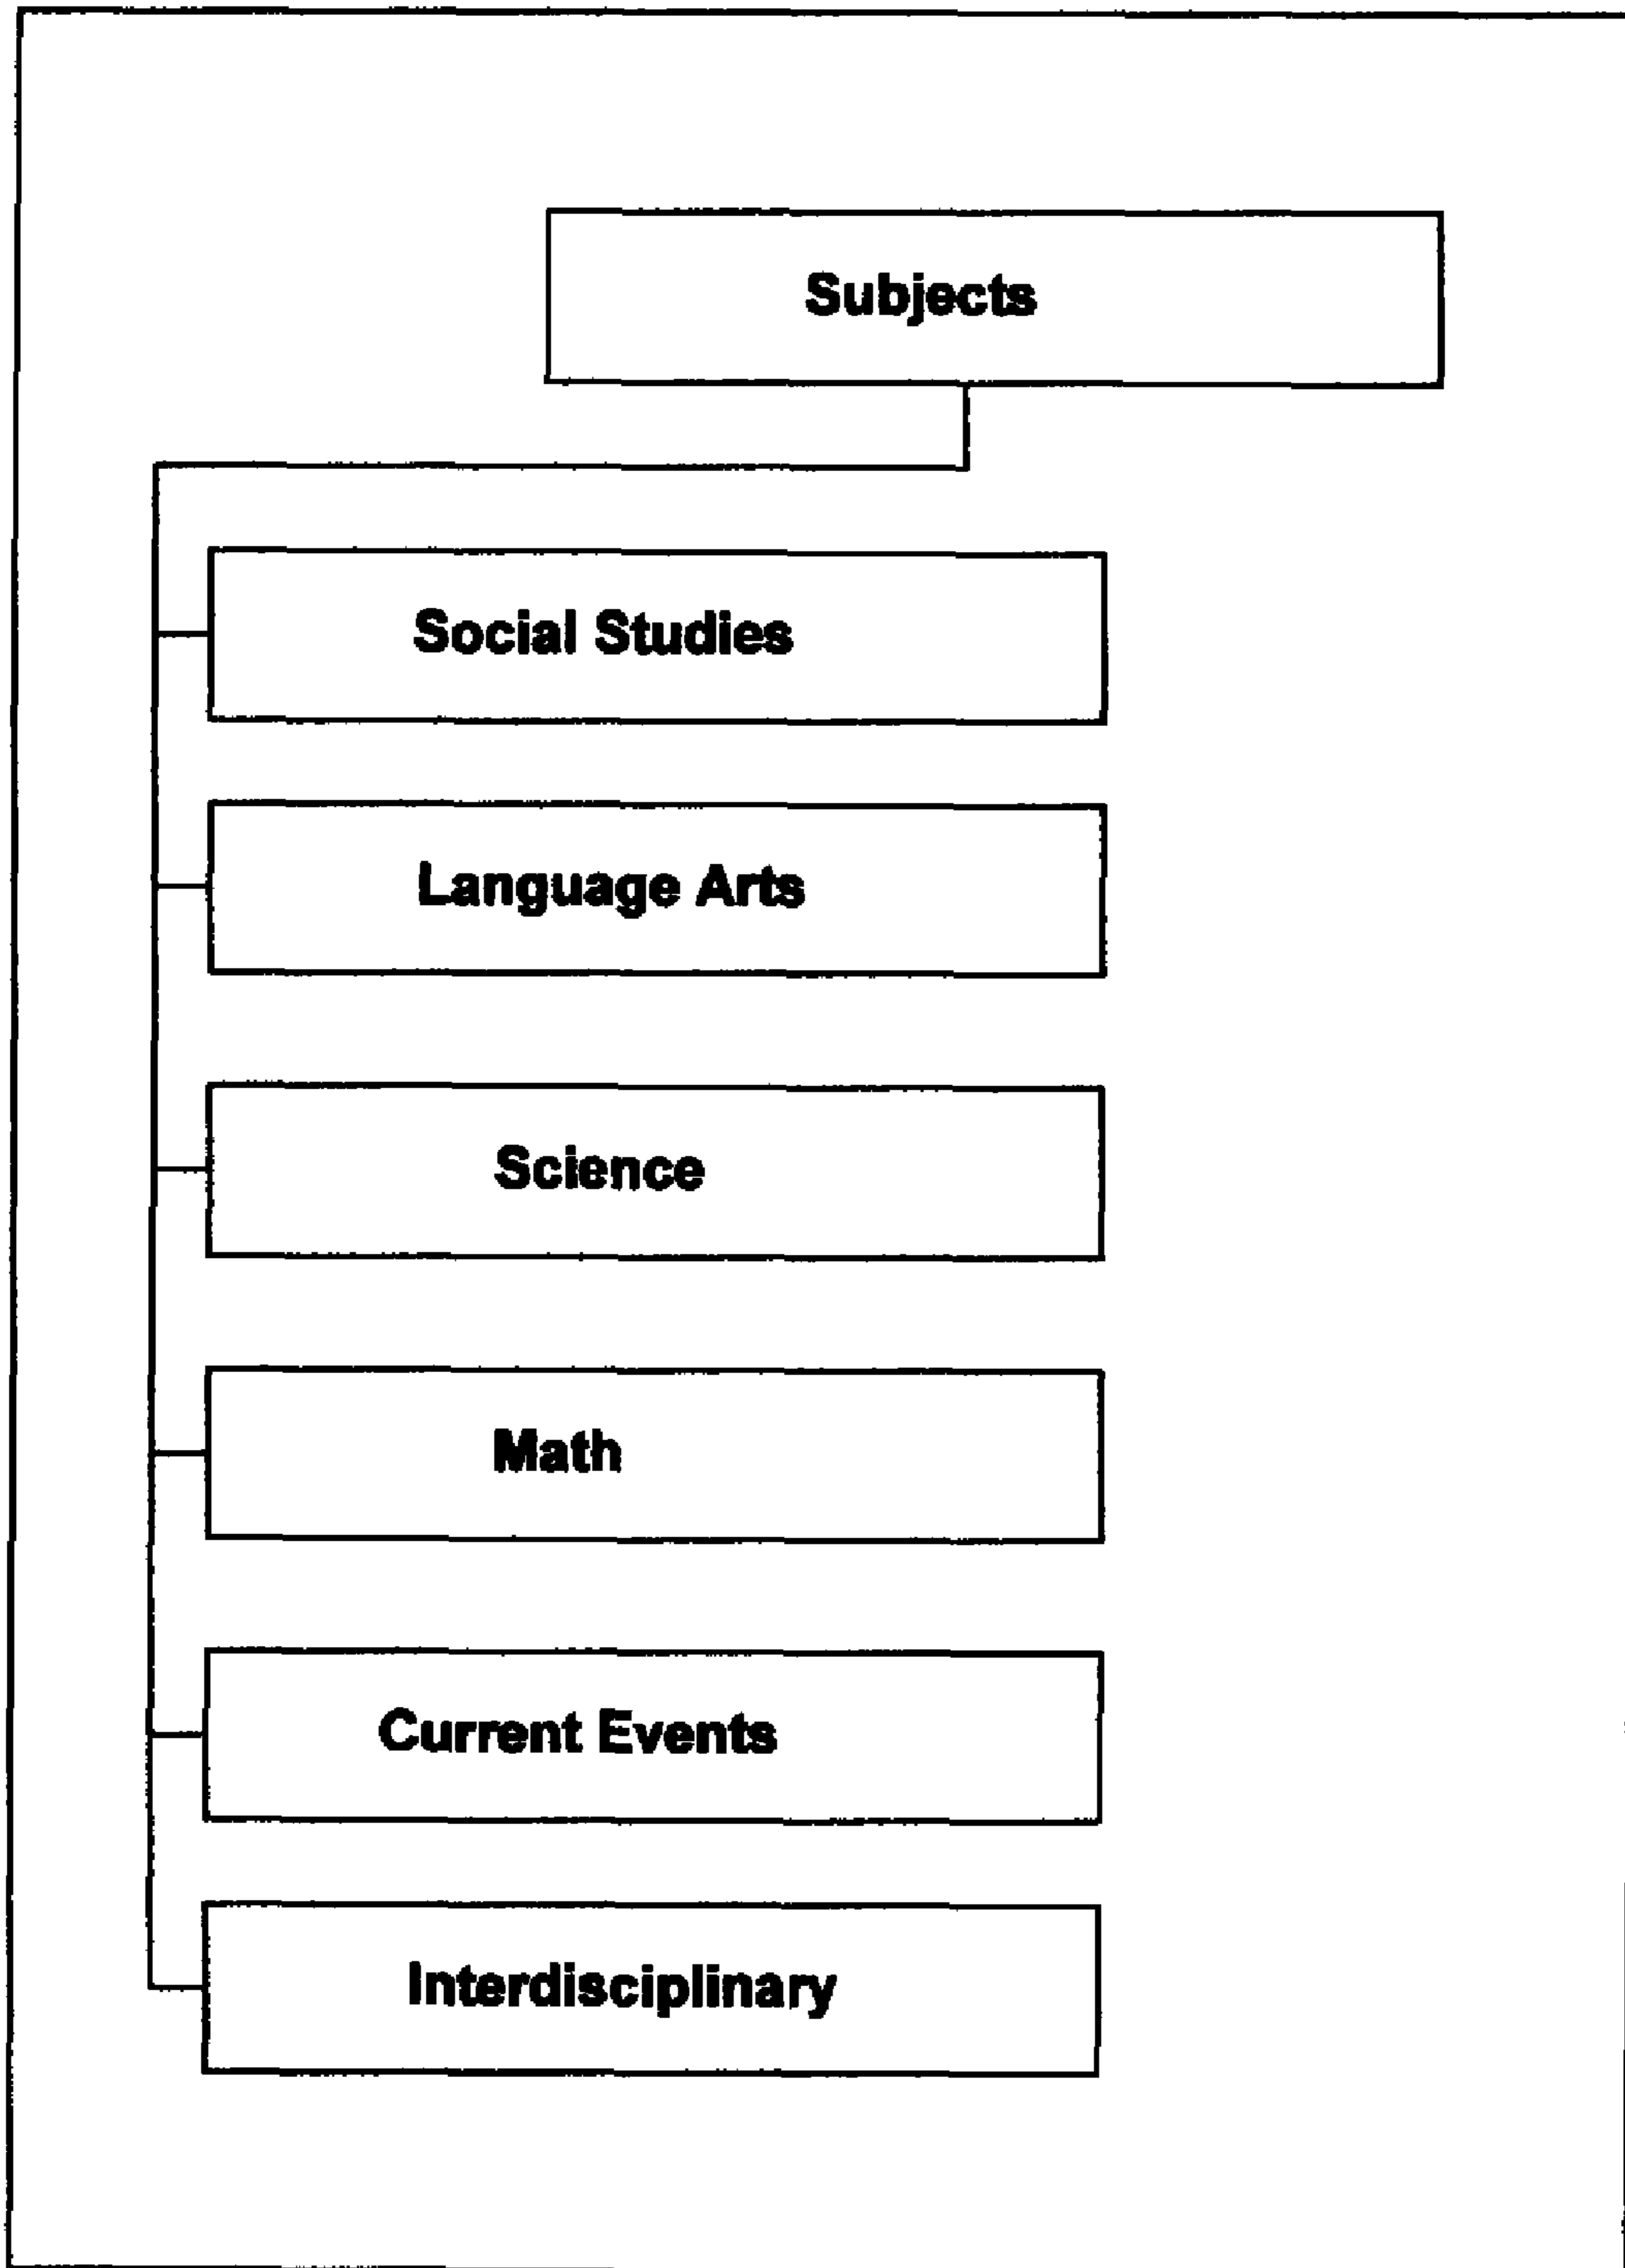 Subjects
Social Studies
Language Arts
Science
Math
Current Events
Interdisciplinary